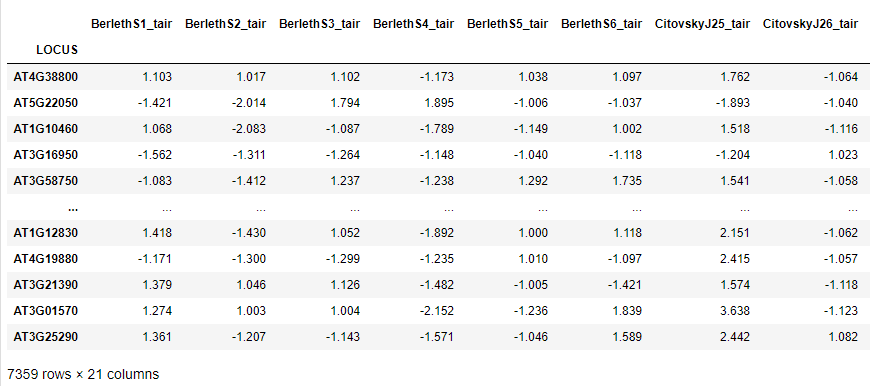 BerlethS1_tair BerlethS2_tair BerlethS3_tair BerlethS4_tair BerlethS5_tair BerlethS6_tair CitovskyJ25_tair CitovskyJ26_tair
LOCUS
AT4G38800 1.103 1.017 1.102 -1.173 1.038 1.097 1.762 -1.064
AT5G22050 -1.421 -2.014 1.794 1.895 -1.006 -1.037 -1.893 -1.040
AT1G10460 1.068 -2.083 -1.087 -1.789 -1.149 1.002 1.518 -1.116
AT3G16950 -1.562 -1.311 -1.264 -1.148 -1.040 -1.118 -1.204 1.023
AT3G58750 -1.083 -1.412 1.237 -1.238 1.292 1.735 1.541 -1.058
... ... ... ... ... ... ... ... ...
AT1G12830 1.418 -1.430 1.052 -1.892 1.000 1.118 2.151 -1.062
AT4G19880 -1.171 -1.300 -1.299 -1.235 1.010 -1.097 2.415 -1.057
AT3G21390 1.379 1.046 1.126 -1.482 -1.005 -1.421 1.574 -1.118
AT3G01570 1.274 1.003 1.004 -2.152 -1.236 1.839 3.638 -1.123
AT3G25290 1.361 -1.207 -1.143 -1.571 -1.046 1.589 2.442 1.082
7359 rows × 21 columns